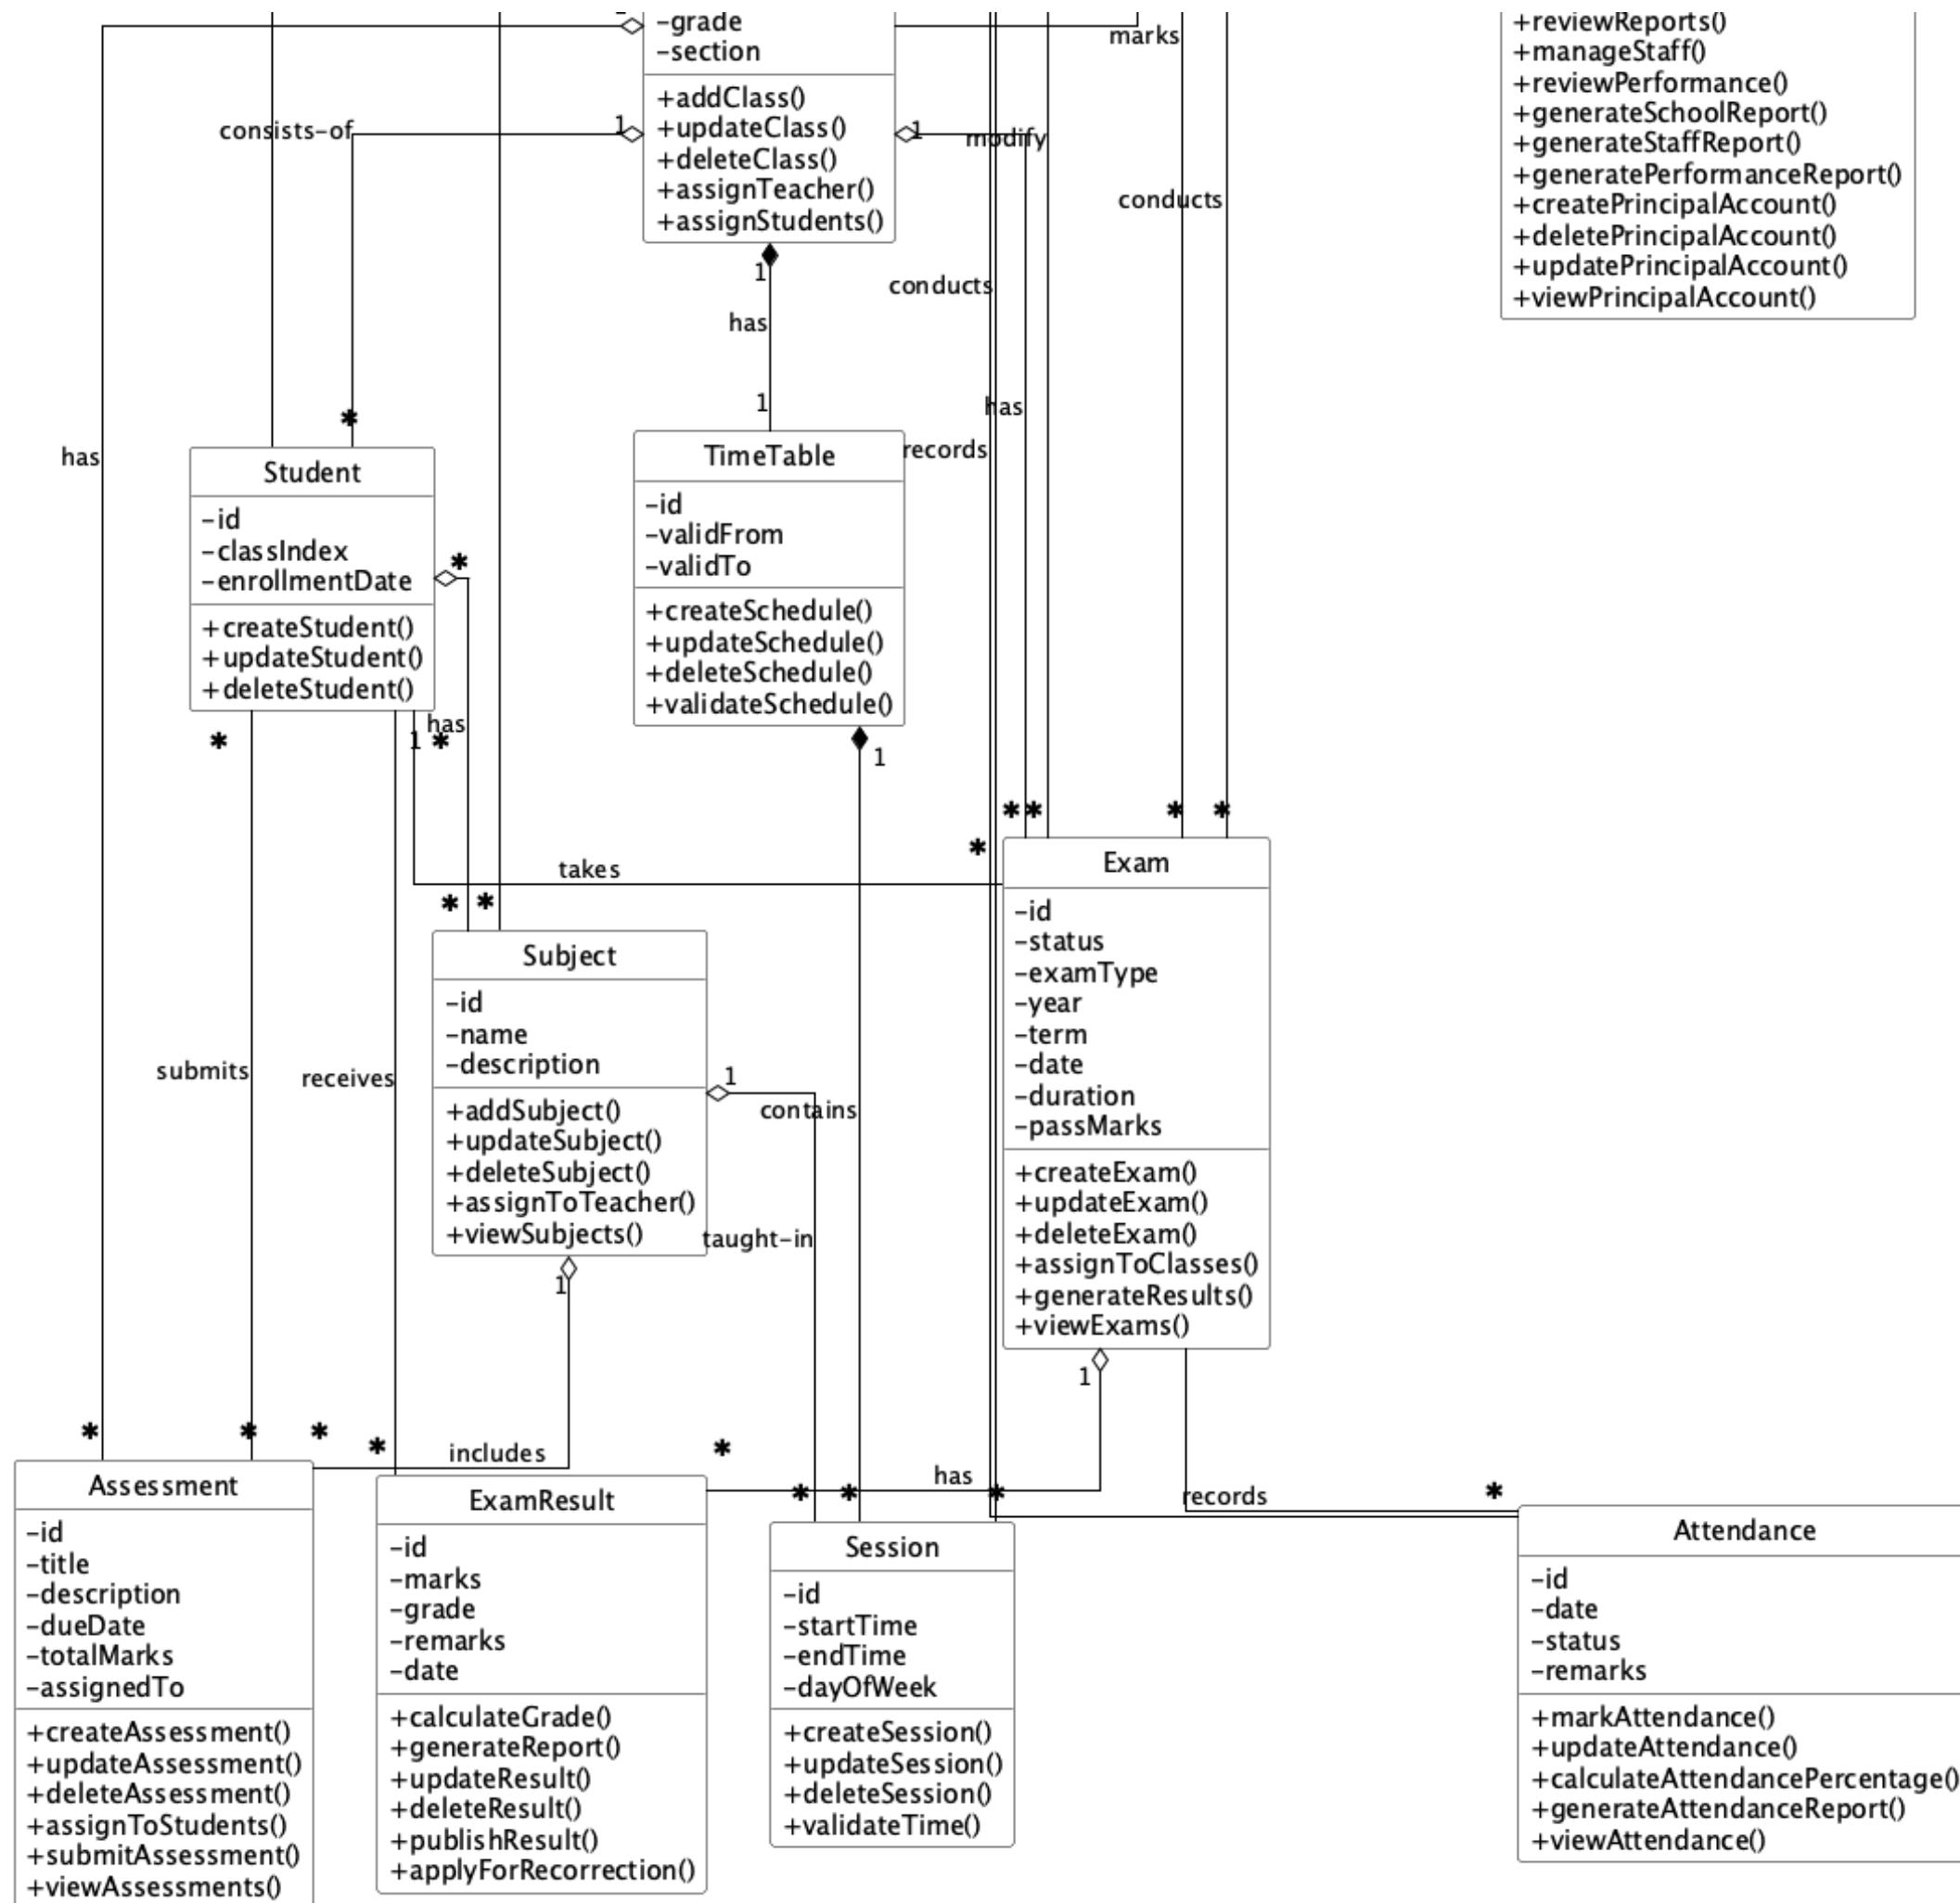 -grade
-section
+addClass()
+updateClass()
+deleteClass()
+assignTeacher()
+assignStudents()
marks
+reviewReports()
+manageStaff()
+reviewPerformance()
+generateSchoolReport()
+generateStaffReport()
+generatePerformanceReport()
+createPrincipalAccount()
+deletePrincipalAccount()
+updatePrincipalAccount()
+viewPrincipalAccount()
consists-of
1
1
modify
conducts
1
has
conducts
1
has
*
has
records
Student
-id
-classIndex
-enrollmentDate
+createStudent()
+updateStudent()
+deleteStudent()
*
TimeTable
-id
-validFrom
-validTo
+createSchedule()
+updateSchedule()
+deleteSchedule()
+validateSchedule()
*
1
*
has
1
*
*
*
*
*
takes
*
*
Exam
-id
-status
-examType
-year
-term
-date
-duration
-passMarks
+createExam()
+updateExam()
+deleteExam()
+assignToClasses()
+generateResults()
+viewExams()
Subject
-id
-name
-description
+addSubject()
+updateSubject()
+deleteSubject()
+assignToTeacher()
+viewSubjects()
submits
receives
1
contains
taught-in
1
1
*
*
*
*
includes
*
has
*
*
*
records
*
Assessment
-id
-title
-description
-dueDate
-totalMarks
-assignedTo
+createAssessment()
+updateAssessment()
+deleteAssessment()
+assignToStudents()
+submitAssessment()
+viewAssessments()
ExamResult
-id
-marks
-grade
-remarks
-date
+calculateGrade()
+generateReport()
+updateResult()
+deleteResult()
+publishResult()
+applyForRecorrection()
Session
-id
-startTime
-endTime
-dayOfWeek
+createSession()
+updateSession()
+deleteSession()
+validateTime()
Attendance
-id
-date
-status
-remarks
+markAttendance()
+updateAttendance()
+calculateAttendancePercentage()
+generateAttendanceReport()
+viewAttendance()